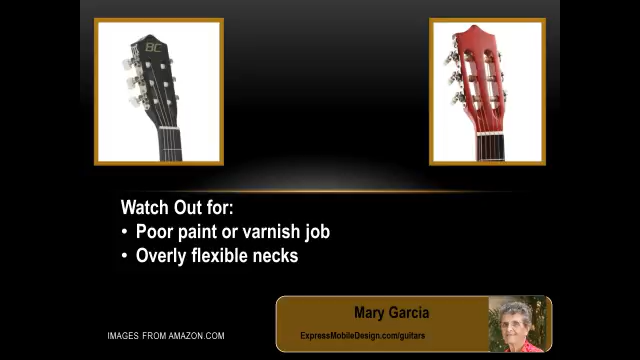 BC
Watch Out for:
• Poor paint or varnish job
• Overly flexible necks
Mary Garcia
ExpressMobileDesign.com/guitars
IMAGES FROM AMAZON.COM